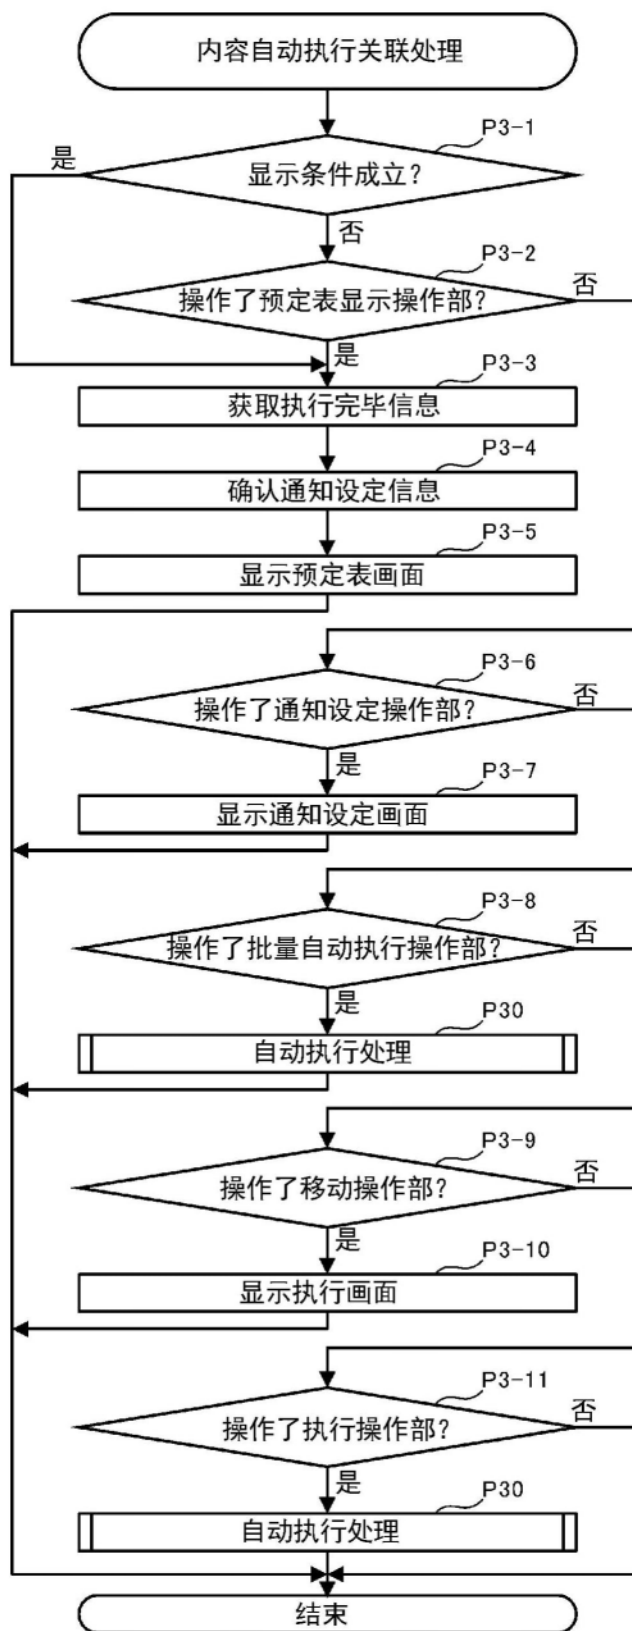 内容自动执行关联处理
P3-1
是
显示条件成立?
否
P3-2
操作了预定表显示操作部?
否
是
P3-3
获取执行完毕信息
P3-4
确认通知设定信息
P3-5
显示预定表画面
P3-6
操作了通知设定操作部?
否
是
P3-7
显示通知设定画面
P3-8
操作了批量自动执行操作部?
否
是
P30
自动执行处理
P3-9
操作了移动操作部?
否
是
P3-10
显示执行画面
P3-11
操作了执行操作部?
否
是
P30
自动执行处理
结束